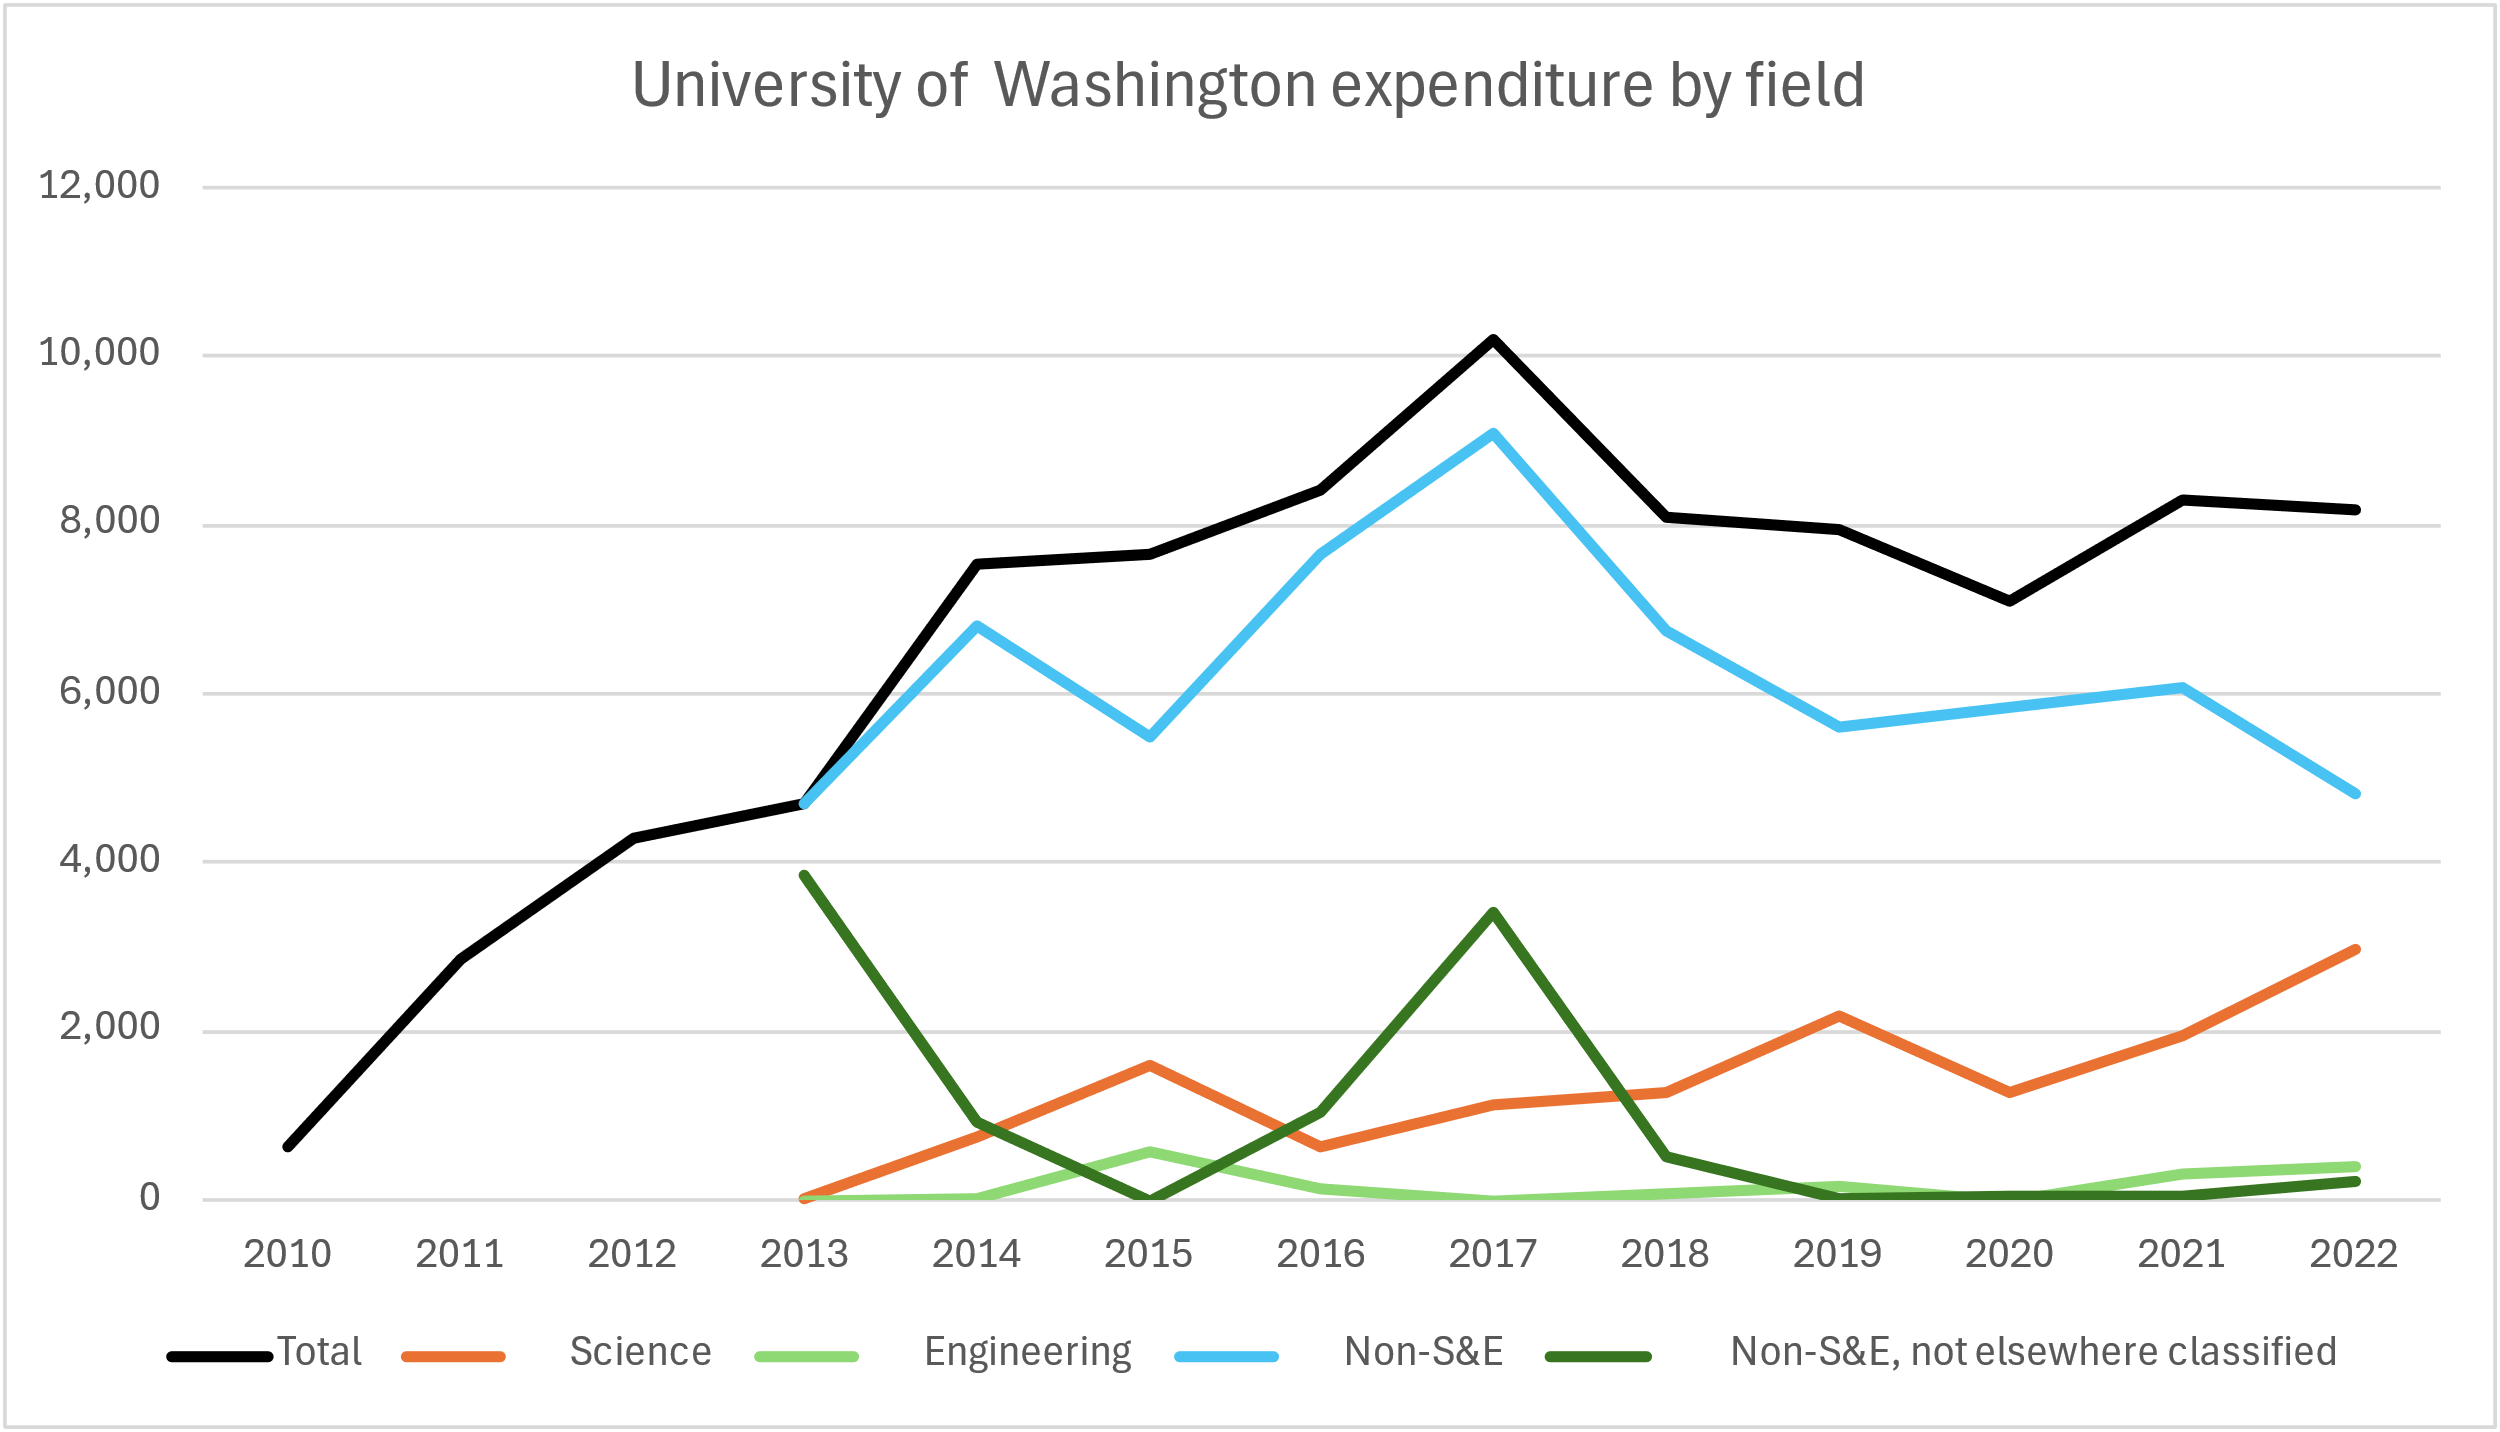 University of  Washington expenditure by field
12,000
10,000
8,000
6,000
4,000
2,000
0
2010 2011 2012 2013 2014 2015 2016 2017 2018 2019 2020 2021 2022
Total Science Engineering Non-S&E Non-S&E, not elsewhere classified